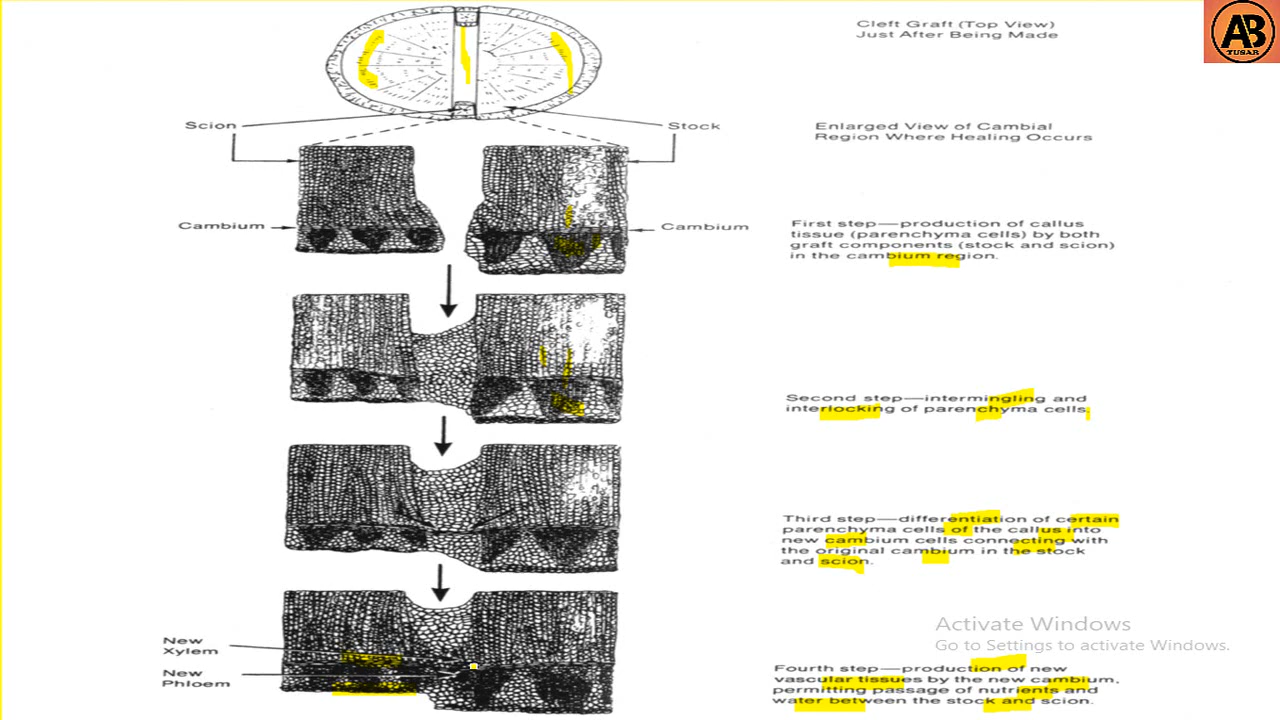 Cleft Graft (Top View)
Just After Being Made
AB
TUSAR
Scion
Stock
Enlarged View of Cambial
Region Where Healing Occurs
Cambium
Cambium
First step—production of callus
tissue (parenchyma cells) by both
graft components (stock and scion)
in the cambium region.
Second step—intermingling and
interlocking of parenchyma cells.
Third step—differentiation of certain
parenchyma cells of the callus into
new cambium cells connecting with
the original cambium in the stock
and scion.
Activate Windows
Go to Settings to activate Windows.
New
Xylem
New
Phloem
Fourth step—production of new
vascular tissues by the new cambium,
permitting passage of nutrients and
water between the stock and scion.